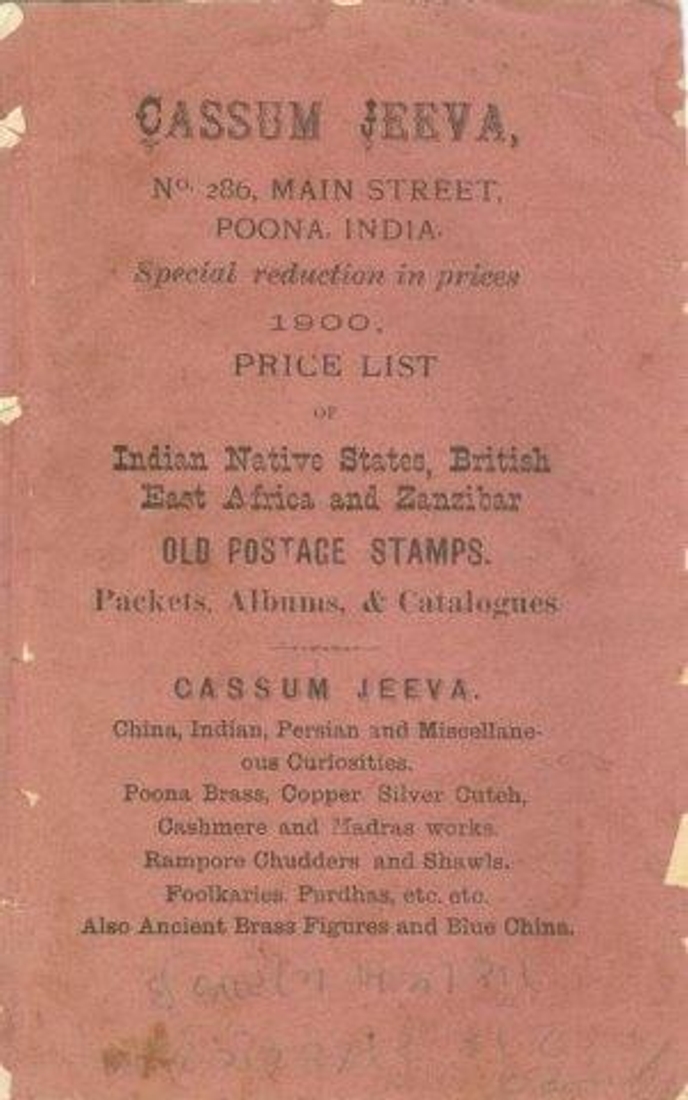 CASSUM JEEVA,
No. 286, MAIN STREET,
POONA. INDIA.
Special reduction in prices
1900.
PRICE LIST
OF
Indian Native States, British
East Africa and Zanzibar
OLD POSTAGE STAMPS.
Packets, Albums, & Catalogues
CASSUM JEEVA.
China, Indian, Persian and Miscellane-
ous Curiosities.
Poona Brass, Copper. Silver Cutch,
Cashmere and Madras works.
Rampore Chudders and Shawls.
Foolkaries. Purdhas, etc. etc.
Also Ancient Brass Figures and Blue China.